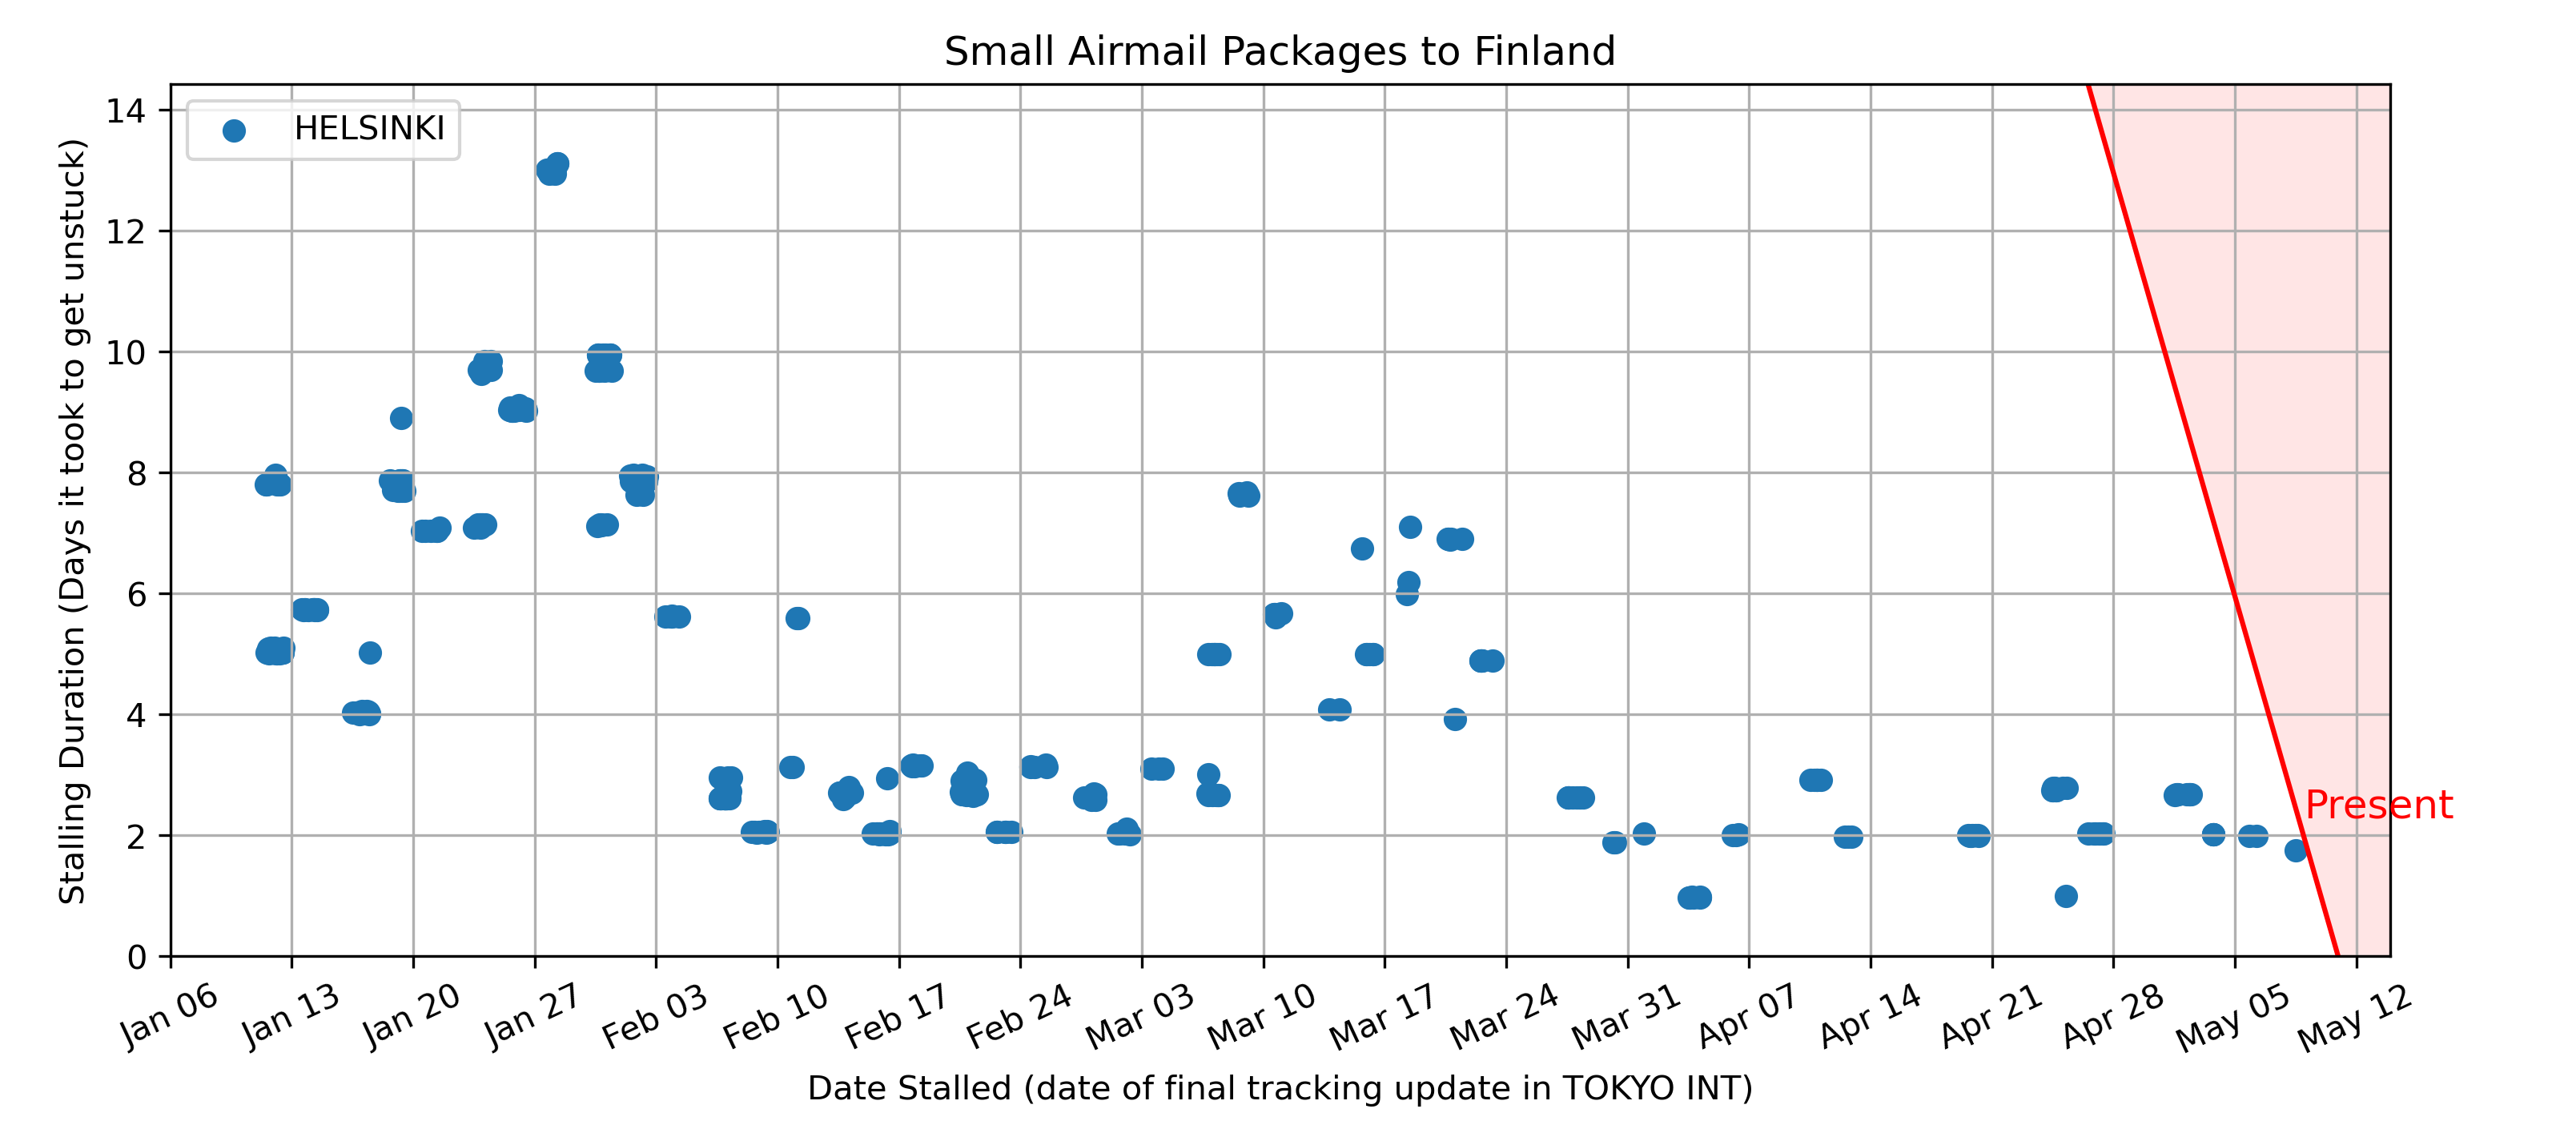 Small Airmail Packages to Finland
HELSINKI
Stalling Duration (Days it took to get unstuck)
14
12
10
8
6
4
2
0
Present
Jan 06
Jan 13
Jan 20
Jan 27
Feb 03
Feb 10
Feb 17
Feb 24
Mar 03
Mar 10
Mar 17
Mar 24
Mar 31
Apr 07
Apr 14
Apr 21
Apr 28
May 05
May 12
Date Stalled (date of final tracking update in TOKYO INT)